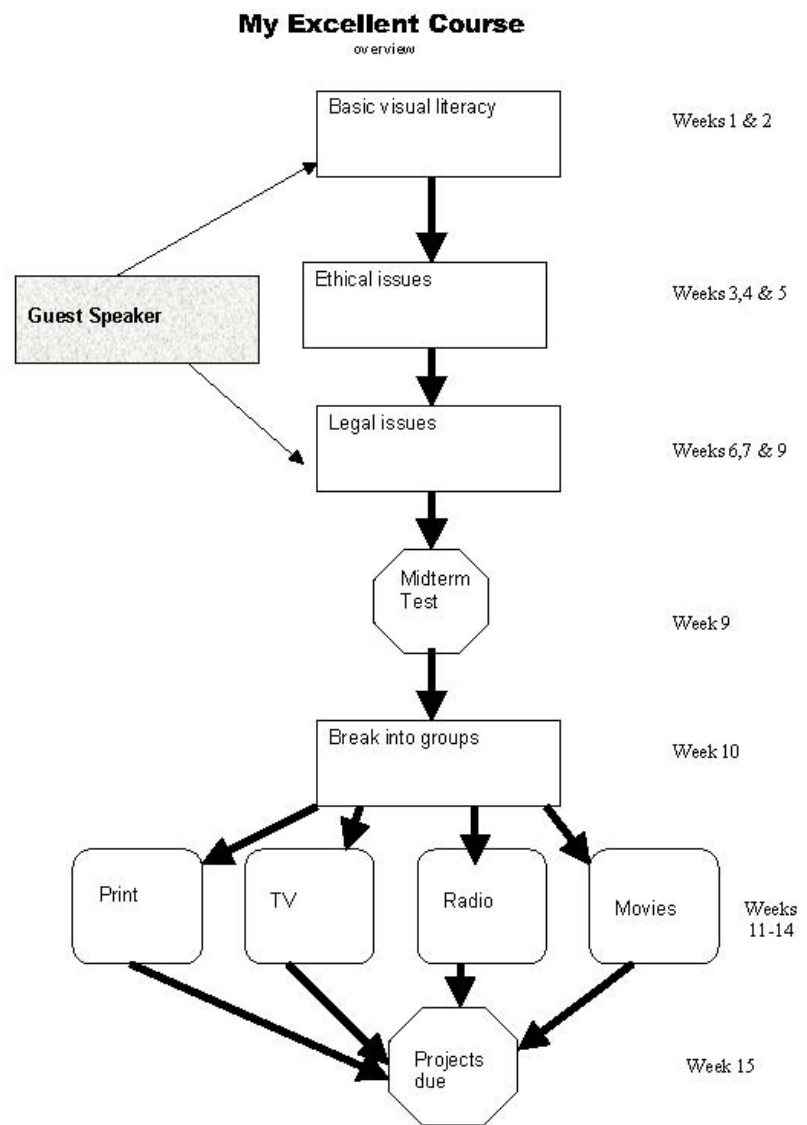 My Excellent Course
overview
Basic visual literacy
Weeks 1 & 2
Guest Speaker
Ethical issues
Weeks 3,4 & 5
Legal issues
Weeks 6,7 & 9
Midterm
Test
Week 9
Break into groups
Week 10
Print
TV
Radio
Movies
Weeks
11-14
Projects
due
Week 15